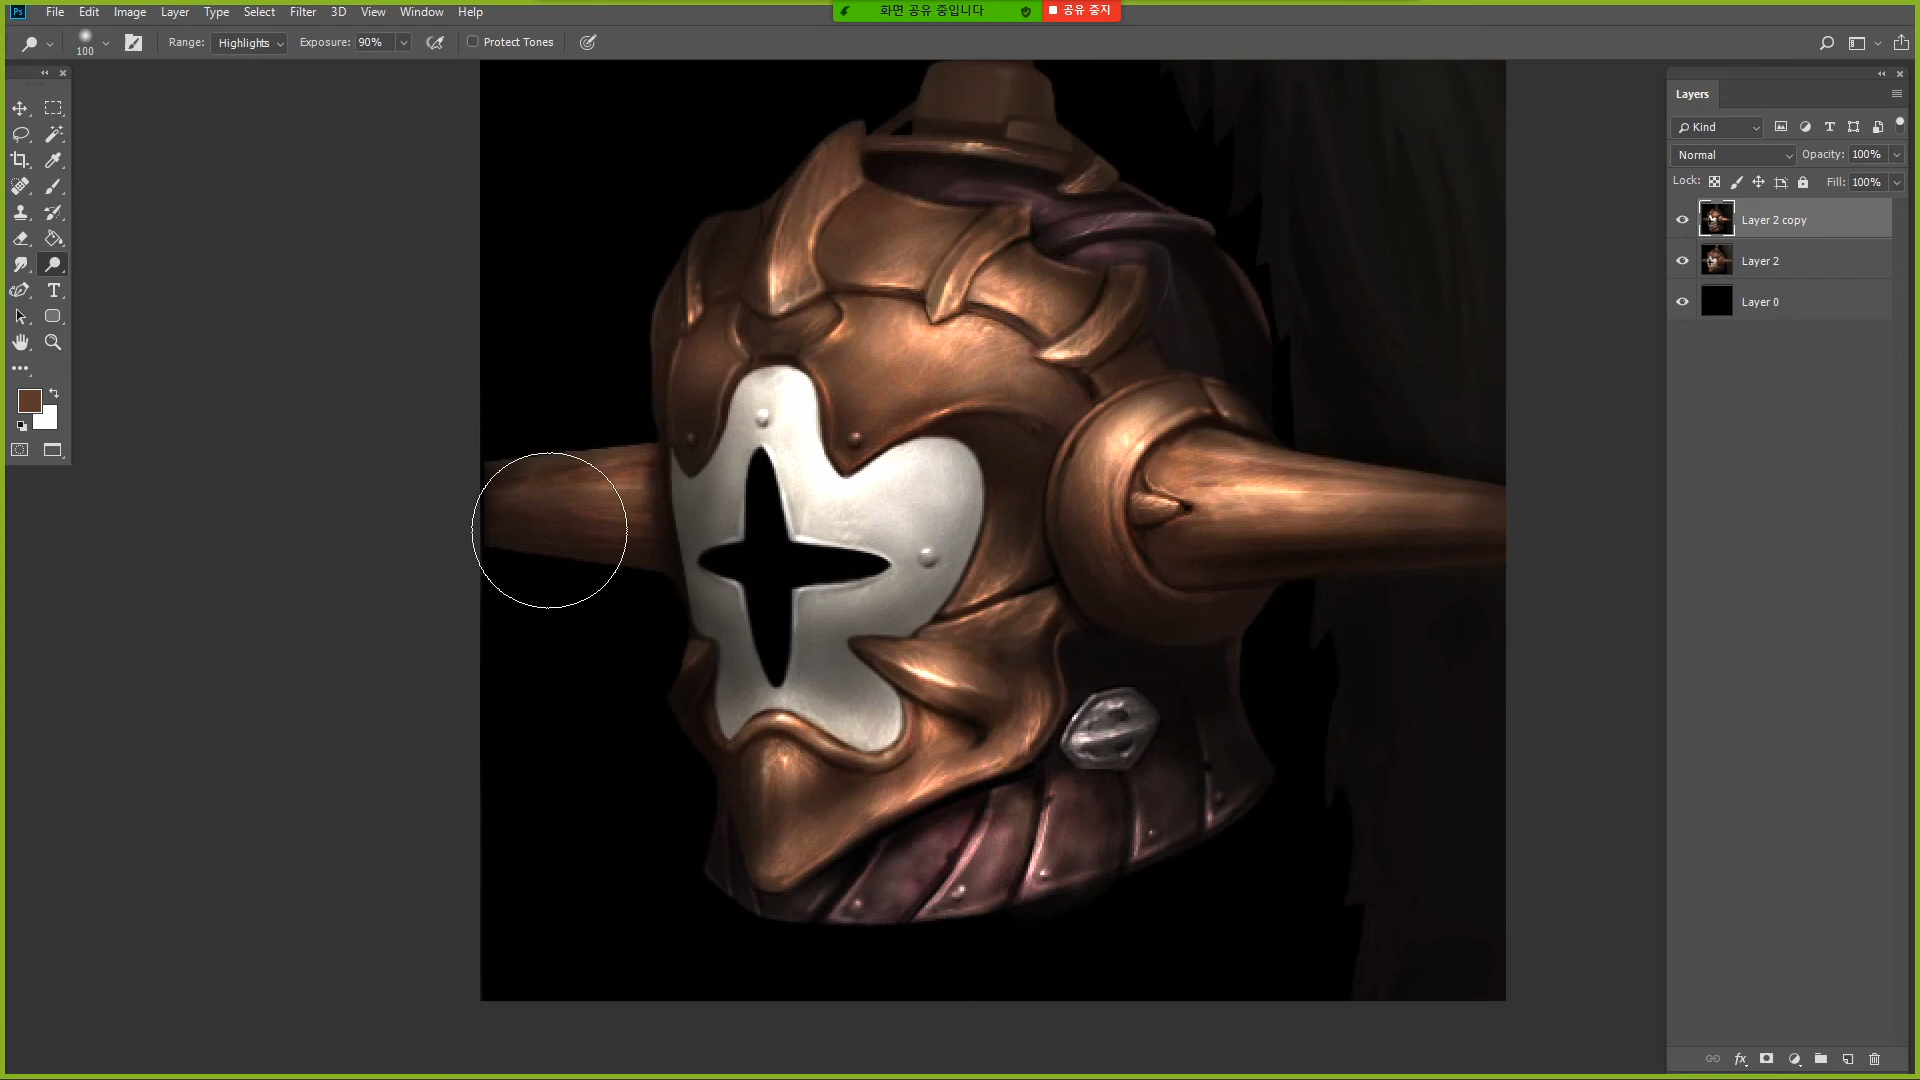 Ps File Edit Image Layer Type Select Filter 3D View Window Help
화면 공유 중입니다 공유 중지
100 Range: Highlights Exposure: 90% Protect Tones
Layers
Kind
Normal Opacity: 100%
Lock: Fill: 100%
Layer 2 copy
Layer 2
Layer 0
fx